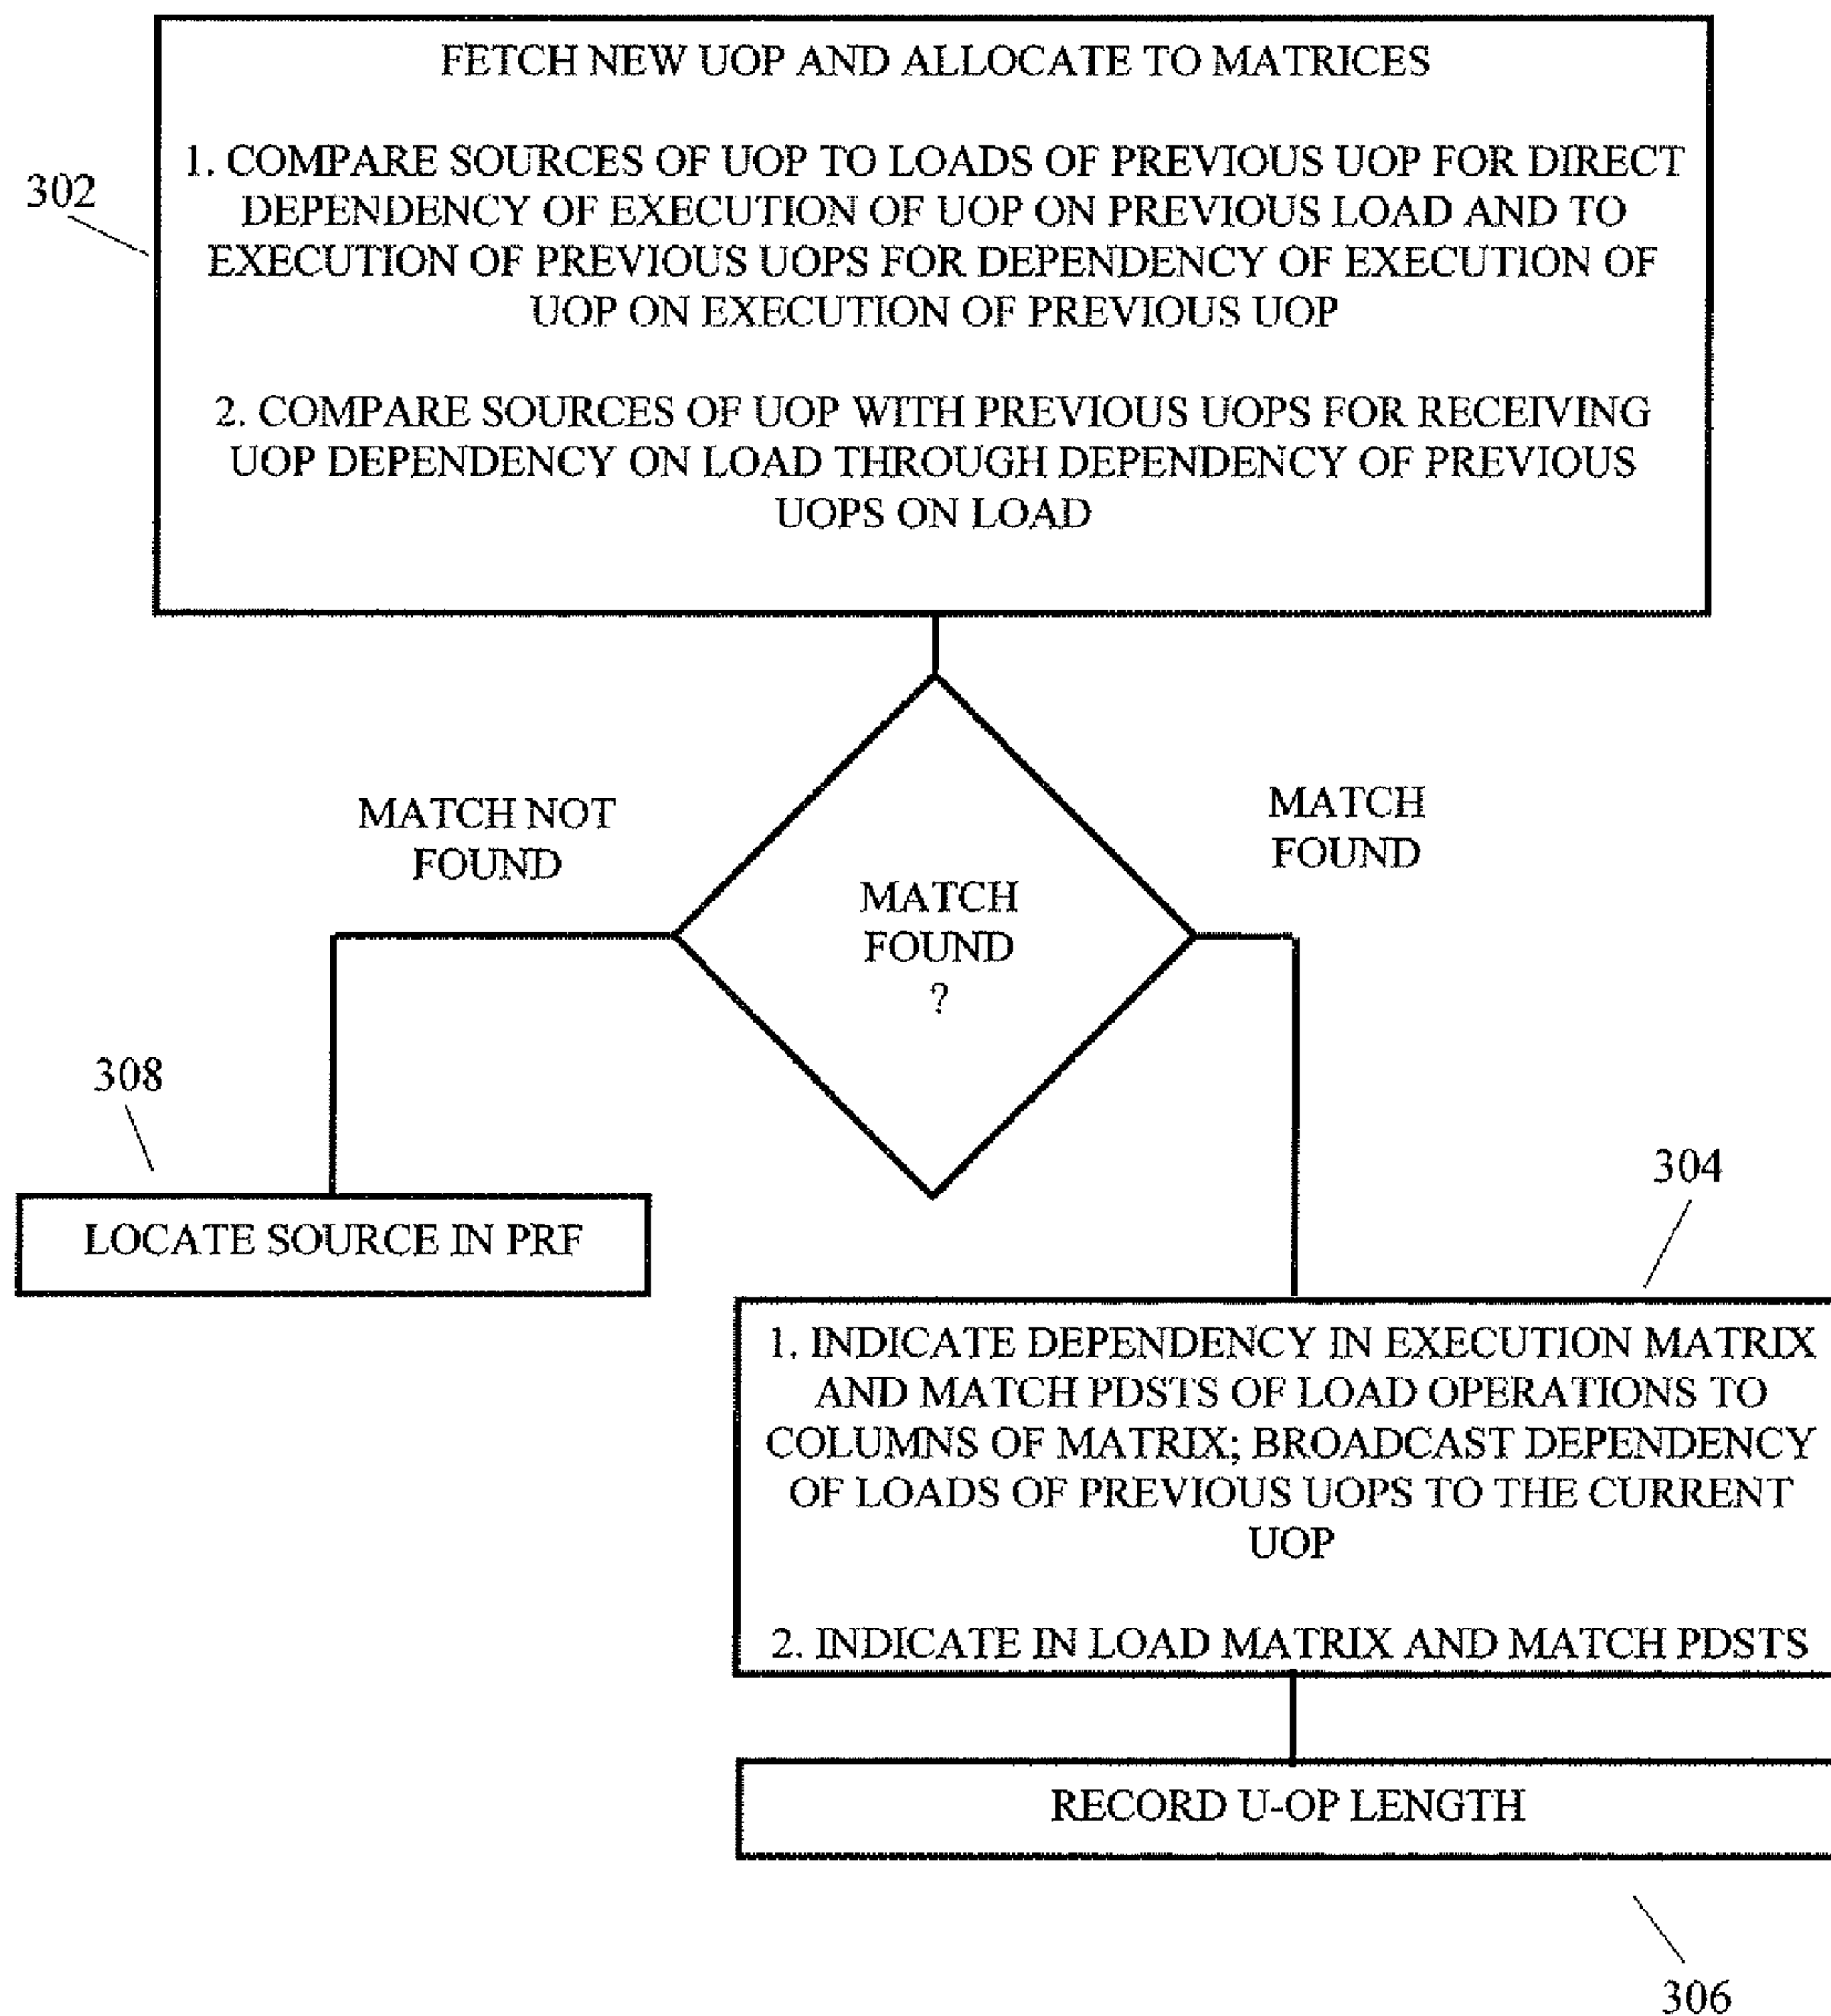 FETCH NEW UOP AND ALLOCATE TO MATRICES
1. COMPARE SOURCES OF UOP TO LOADS OF PREVIOUS UOP FOR DIRECT
DEPENDENCY OF EXECUTION OF UOP ON PREVIOUS LOAD AND TO
EXECUTION OF PREVIOUS UOPS FOR DEPENDENCY OF EXECUTION OF
UOP ON EXECUTION OF PREVIOUS UOP
302
2. COMPARE SOURCES OF UOP WITH PREVIOUS UOPS FOR RECEIVING
UOP DEPENDENCY ON LOAD THROUGH DEPENDENCY OF PREVIOUS
UOPS ON LOAD
MATCH NOT
FOUND
MATCH
FOUND
?
MATCH
FOUND
308
LOCATE SOURCE IN PRF
304
1. INDICATE DEPENDENCY IN EXECUTION MATRIX
AND MATCH PDSTS OF LOAD OPERATIONS TO
COLUMNS OF MATRIX; BROADCAST DEPENDENCY
OF LOADS OF PREVIOUS UOPS TO THE CURRENT
UOP
2. INDICATE IN LOAD MATRIX AND MATCH PDSTS
RECORD U-OP LENGTH
306